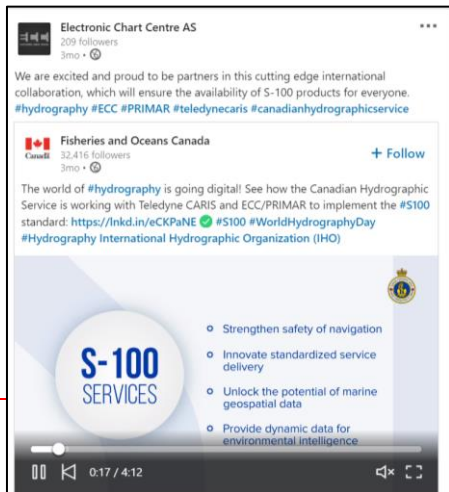 Electronic Chart Centre AS
209 followers
3mo •
We are excited and proud to be partners in this cutting edge international
collaboration, which will ensure the availability of S-100 products for everyone.
#hydrography #ECC #PRIMAR #teledynecaris #canadianhydrographicservice
Fisheries and Oceans Canada
32,416 followers
3mo •
+ Follow
Canada
The world of #hydrography is going digital! See how the Canadian Hydrographic
Service is working with Teledyne CARIS and ECC/PRIMAR to implement the #S100
standard: https://lnkd.in/eCKPaNE ✅ #S100 #WorldHydrographyDay
#Hydrography International Hydrographic Organization (IHO)
S-100
SERVICES
Strengthen safety of navigation
Innovate standardized service
delivery
Unlock the potential of marine
geospatial data
Provide dynamic data for
environmental intelligence
0:17 / 4:12